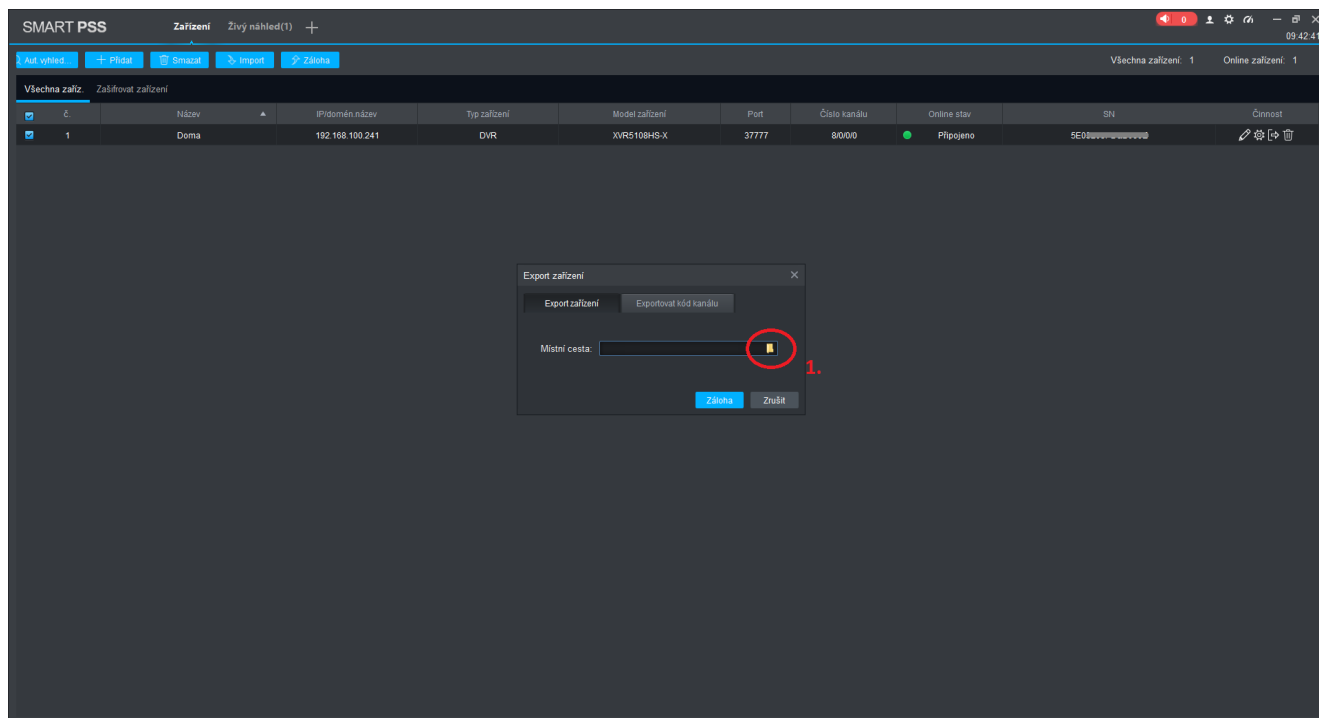 SMART PSS Zařízení Živý náhled(1) 0
09:42:41
Aut. vyhled... Přidat Smazat Import Záloha Všechna zařízení: 1 Online zařízení: 1
Všechna zaříz. Zašifrovat zařízení
č. Název IP/domén.název Typ zařízení Model zařízení Port Číslo kanálu Online stav SN Činnost
1 Doma 192.168.100.241 DVR XVR5108HS-X 37777 8/0/0/0 Připojeno
Export zařízení
Export zařízení Exportovat kód kanálu
Místní cesta:
1.
Záloha Zrušit